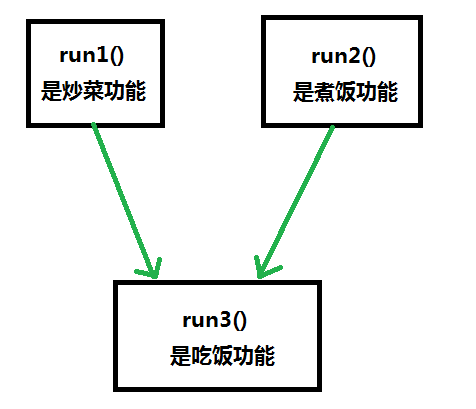 run1()
是炒菜功能
run2()
是煮饭功能
run3()
是吃饭功能